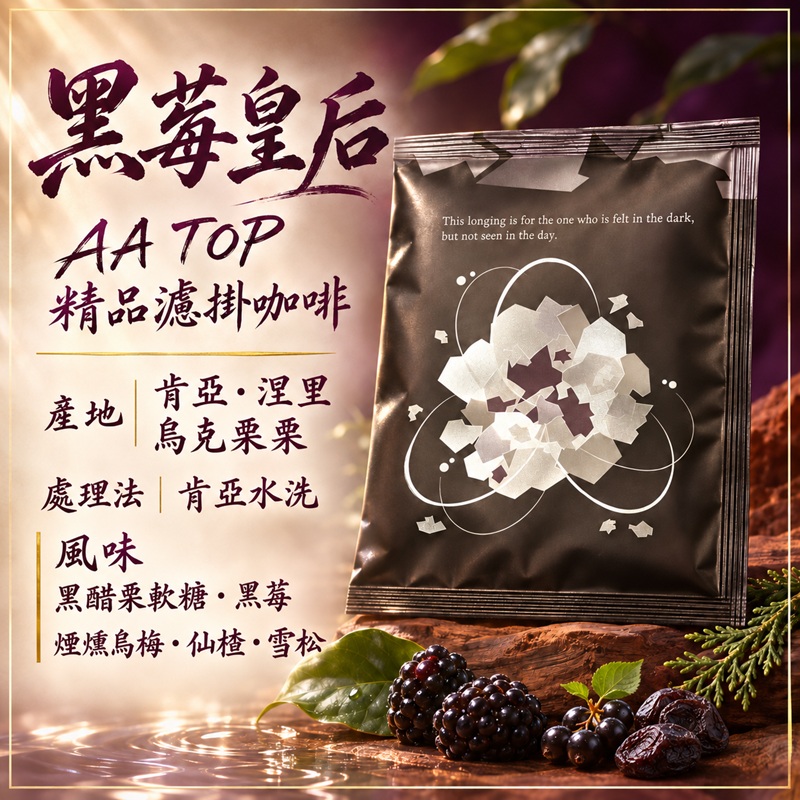 黑莓皇后
AA TOP
精品濾掛咖啡
產地
肯亞·涅里
烏克栗栗
處理法
肯亞水洗
風味
黑醋栗軟糖·黑莓
煙燻烏梅·仙楂·雪松
This longing is for the one who is felt in the dark,
but not seen in the day.